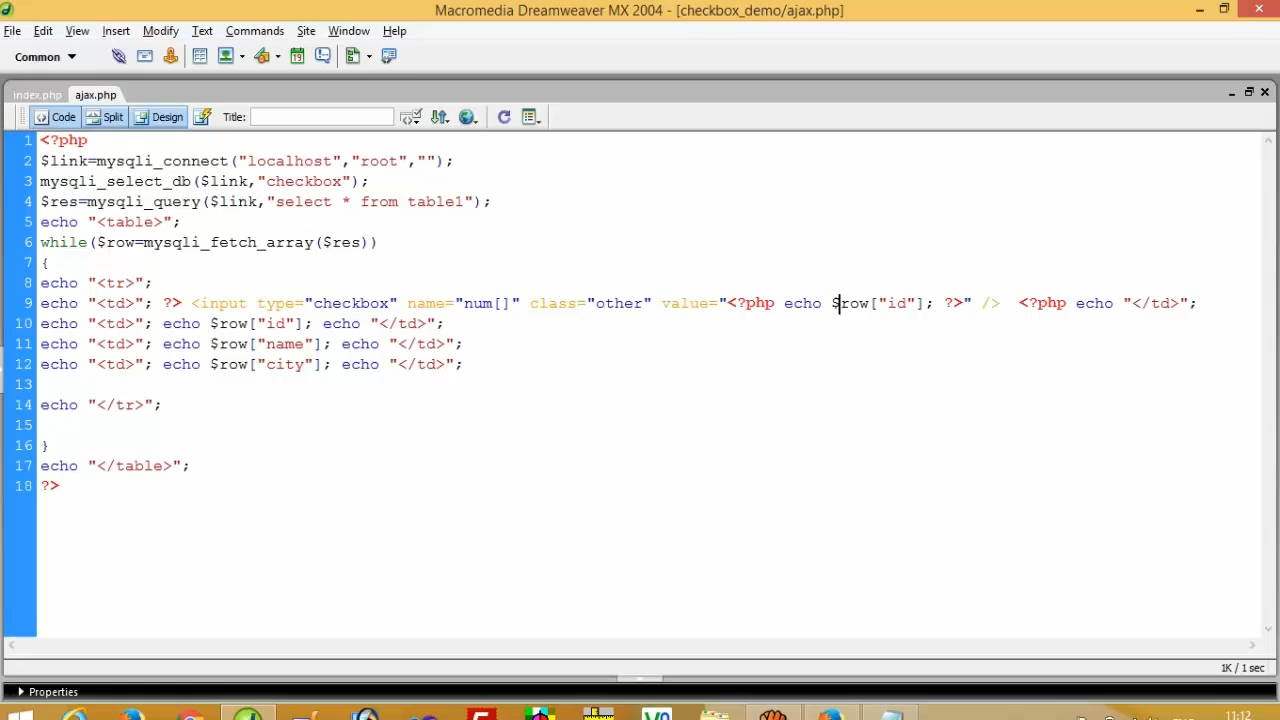 Macromedia Dreamweaver MX 2004 - [checkbox_demo/ajax.php]
File Edit View Insert Modify Text Commands Site Window Help
Common
19
index.php ajax.php
Code Split Design Title:
1 <?php
2 $link=mysqli_connect("localhost","root","");
3 mysqli_select_db($link,"checkbox");
4 $res=mysqli_query($link,"select * from table1");
5 echo "<table>";
6 while($row=mysqli_fetch_array($res))
7 {
8 echo "<tr>";
9 echo "<td>"; ?> <input type="checkbox" name="num[]" class="other" value="<?php echo $row["id"]; ?>" /> <?php echo "</td>";
10 echo "<td>"; echo $row["id"]; echo "</td>";
11 echo "<td>"; echo $row["name"]; echo "</td>";
12 echo "<td>"; echo $row["city"]; echo "</td>";
13
14 echo "</tr>";
15
16 }
17 echo "</table>";
18 ?>
1K / 1 sec
Properties
11:12